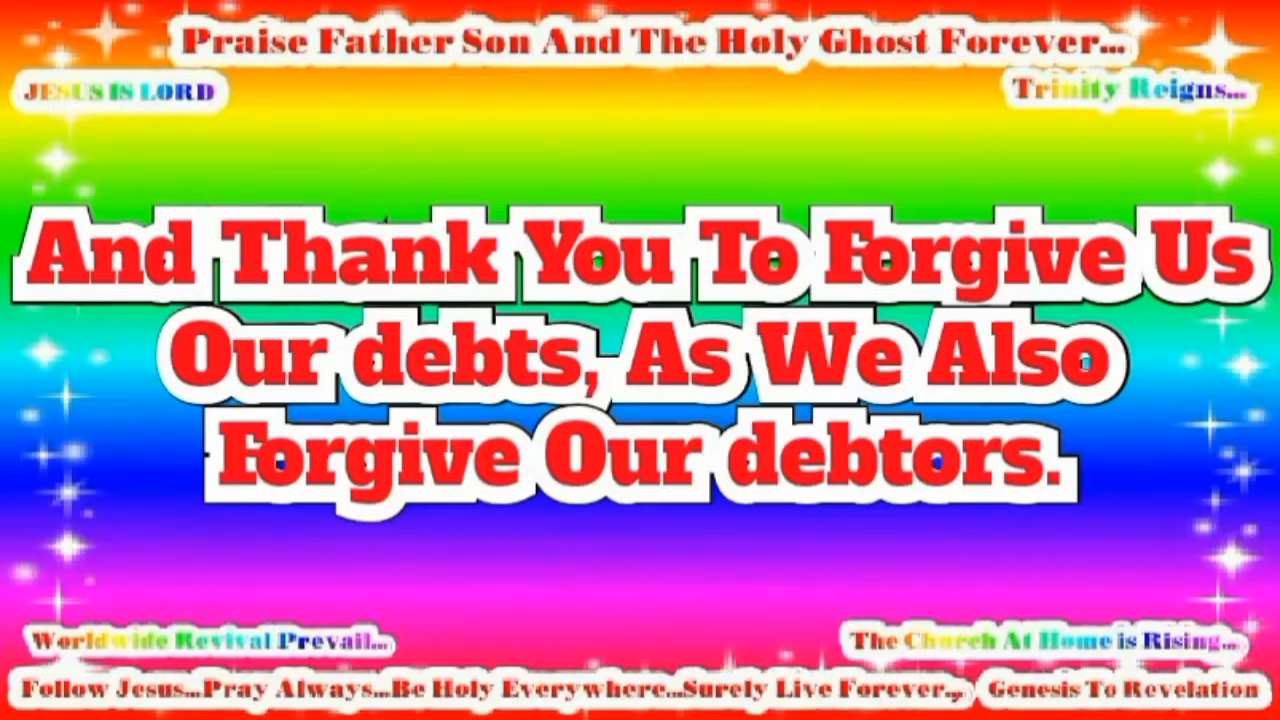 Praise Father Son And The Holy Ghost Forever...
JESUS IS LORD
Trinity Reigns...
And Thank You To Forgive Us
Our debts, As We Also
Forgive Our debtors.
Worldwide Revival Prevail...
The Church At Home is Rising...
Follow Jesus...Pray Always...Be Holy Everywhere...Surely Live Forever...
Genesis To Revelation